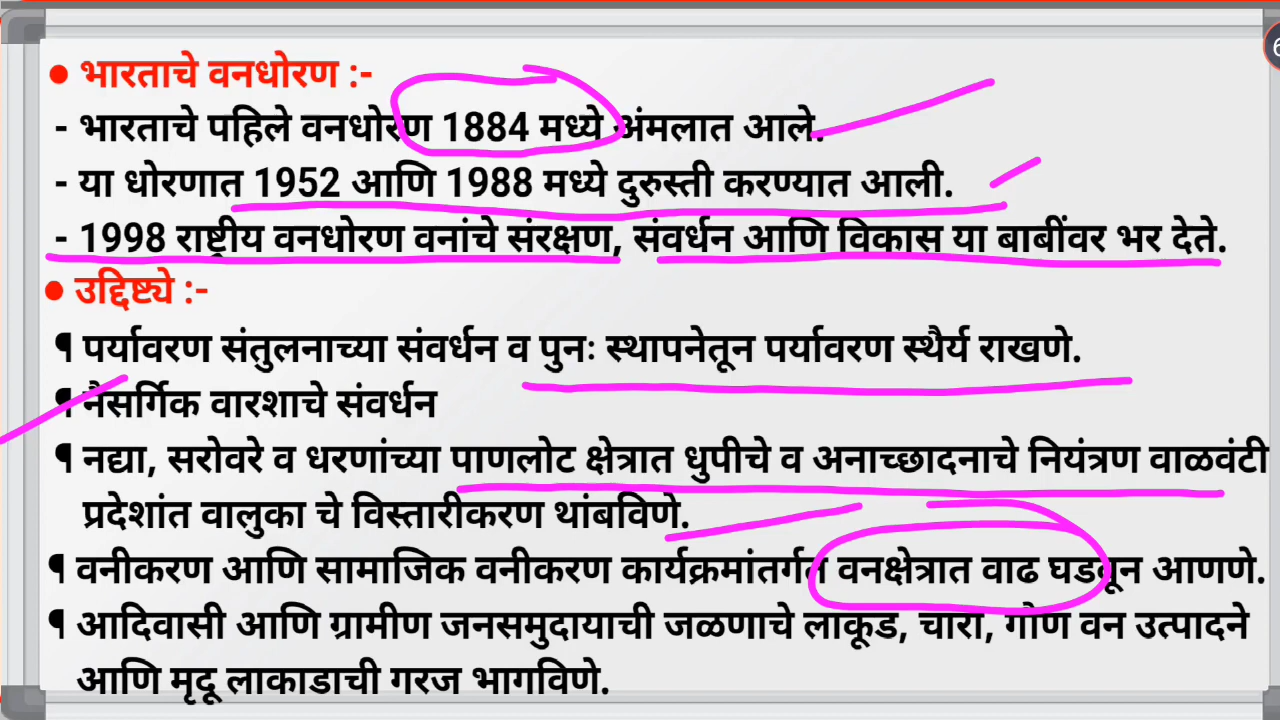 ● भारताचे वनधोरण :-
- भारताचे पहिले वनधोरण 1884 मध्ये अंमलात आले.
- या धोरणात 1952 आणि 1988 मध्ये दुरुस्ती करण्यात आली.
- 1998 राष्ट्रीय वनधोरण वनांचे संरक्षण, संवर्धन आणि विकास या बाबींवर भर देते.
● उद्दिष्ट्ये :-
¶ पर्यावरण संतुलनाच्या संवर्धन व पुनः स्थापनेतून पर्यावरण स्थैर्य राखणे.
¶ नैसर्गिक वारशाचे संवर्धन
¶ नद्या, सरोवरे व धरणांच्या पाणलोट क्षेत्रात धुपीचे व अनाच्छादनाचे नियंत्रण वाळवंटी
प्रदेशांत वालुका चे विस्तारीकरण थांबविणे.
¶ वनीकरण आणि सामाजिक वनीकरण कार्यक्रमांतर्गत वनक्षेत्रात वाढ घडवून आणणे.
¶ आदिवासी आणि ग्रामीण जनसमुदायाची जळणाचे लाकूड, चारा, गौण वन उत्पादने
आणि मृदू लाकाडाची गरज भागविणे.